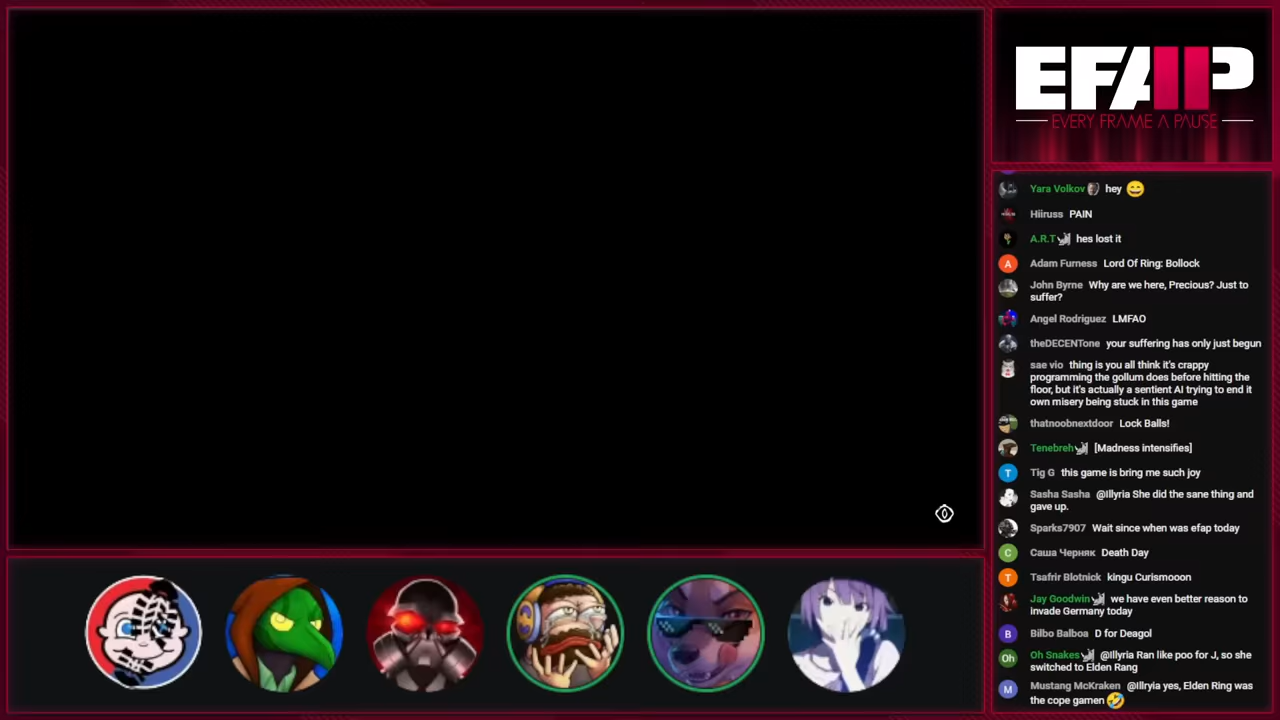 EFAP
EVERY FRAME A PAUSE
Yara Volkov hey
Hiiruss PAIN
A.R.T hes lost it
A
Adam Furness Lord Of Ring: Bollock
John Byrne Why are we here, Precious? Just to
suffer?
Angel Rodriguez LMFAO
theDECENTone your suffering has only just begun
sae vio thing is you all think it's crappy
programming the gollum does before hitting the
floor, but it's actually a sentient AI trying to end it
own misery being stuck in this game
thatnoobnextdoor Lock Balls!
Tenebreh [Madness intensifies]
T
Tig G this game is bring me such joy
Sasha Sasha @Illyria She did the sane thing and
gave up.
Sparks7907 Wait since when was efap today
С
Саша Черняк Death Day
T
Tsafrir Blotnick kingu Curismooon
Jay Goodwin we have even better reason to
invade Germany today
B
Bilbo Balboa D for Deagol
Oh
Oh Snakes @Illyria Ran like poo for J, so she
switched to Elden Rang
M
Mustang McKraken @Illryia yes, Elden Ring was
the cope gamen